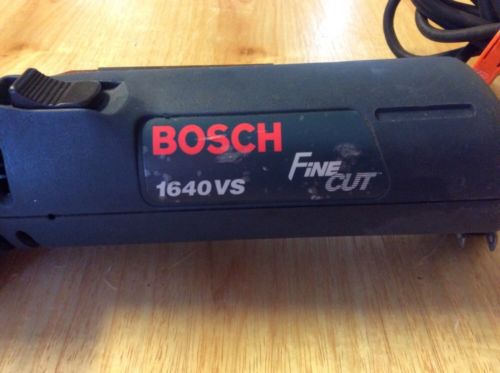 BOSCH
1640VS
FiNE
CUT